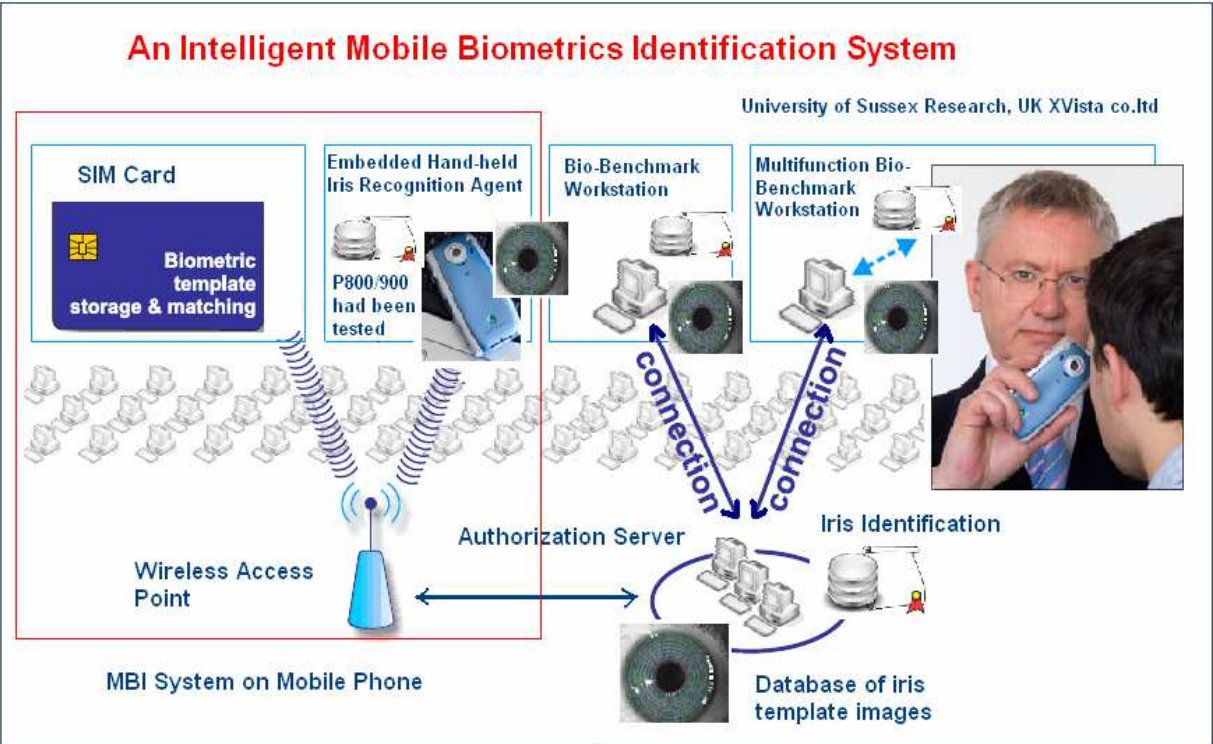 An Intelligent Mobile Biometrics Identification System
University of Sussex Research, UK XVista co.ltd
SIM Card
Biometric
template
storage & matching
Embedded Hand-held
Iris Recognition Agent
P800/900
had been
tested
Bio-Benchmark
Workstation
Multifunction Bio-
Benchmark
Workstation
connection
connection
Authorization Server
Iris Identification
Wireless Access
Point
MBI System on Mobile Phone
Database of iris
template images